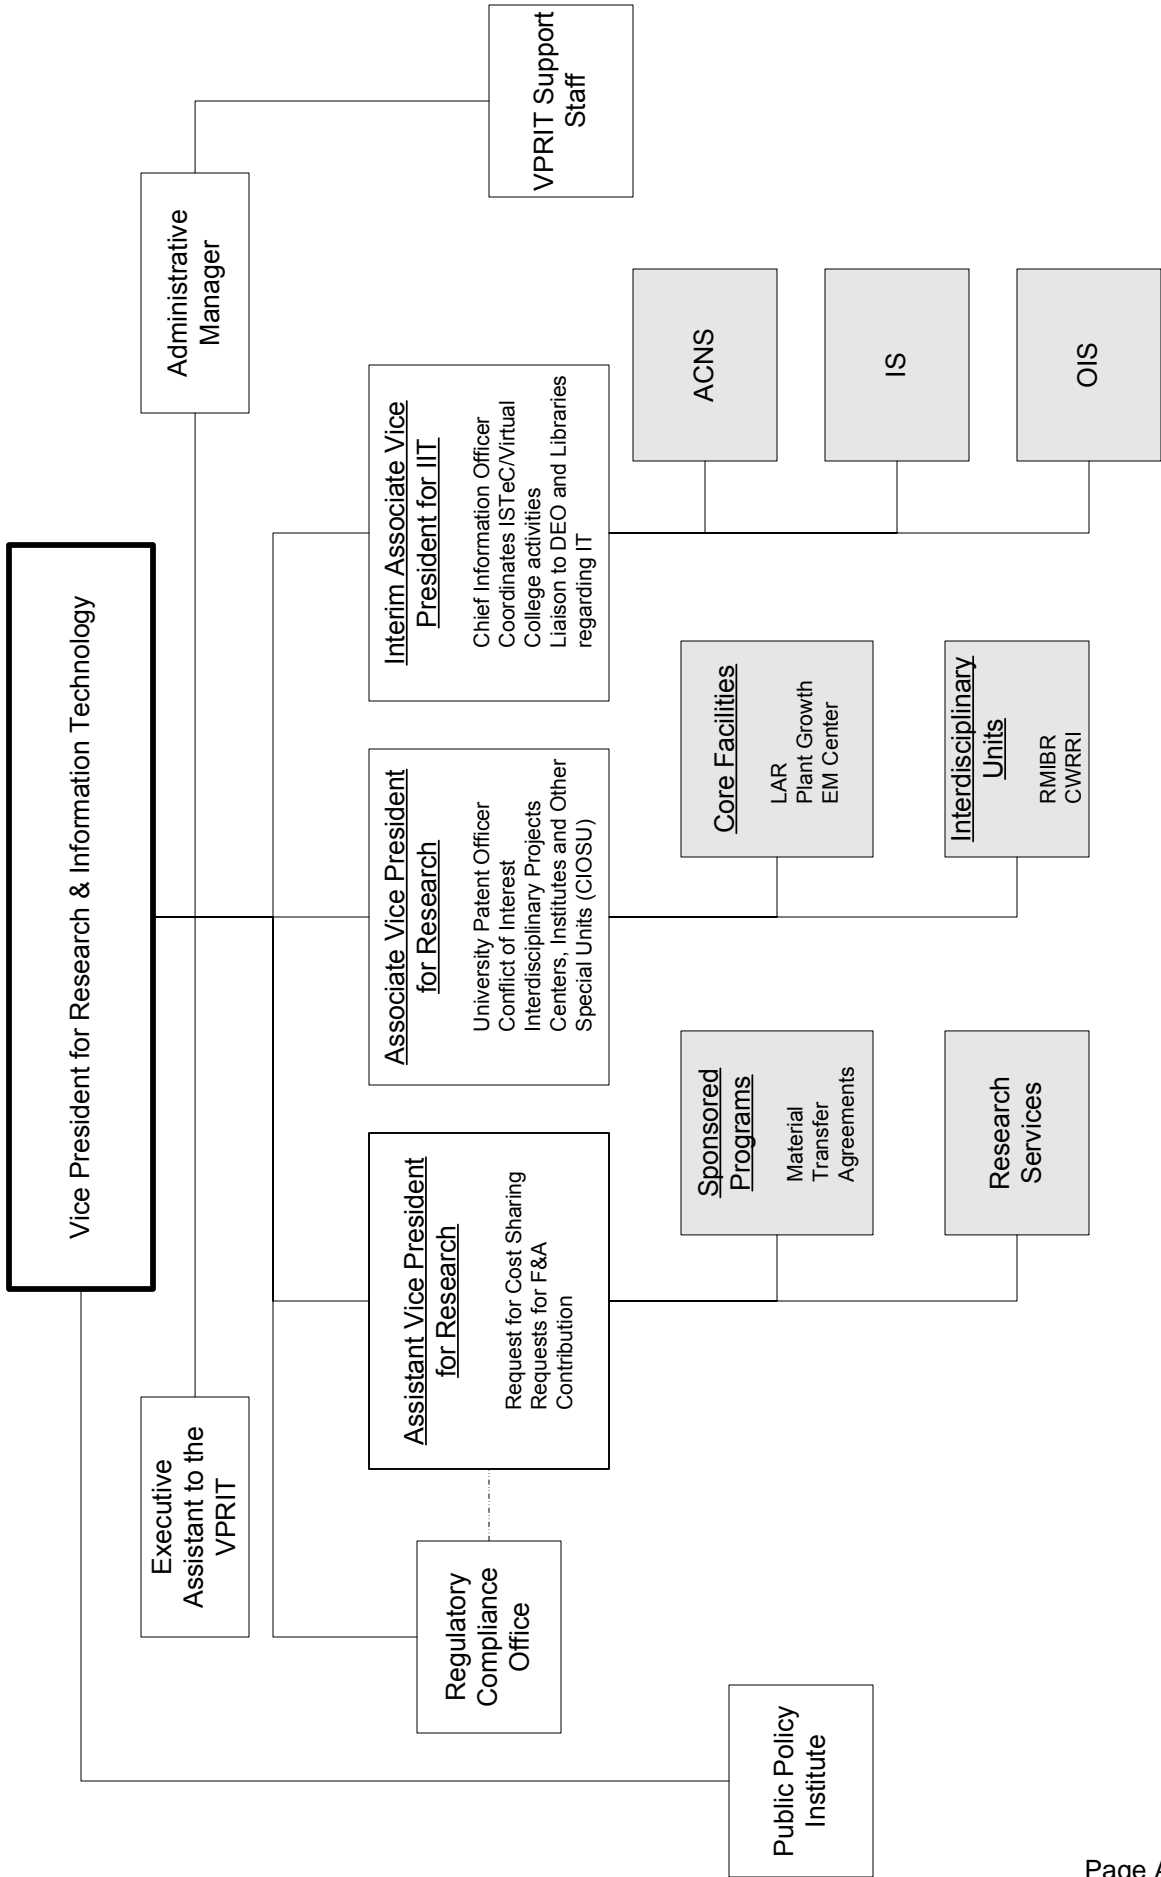 Vice President for Research & Information Technology
Executive
Assistant to the
VPRIT
Administrative
Manager
Regulatory
Compliance
Office
Assistant Vice President
for Research
Request for Cost Sharing
Requests for F&A
Contribution
Associate Vice President
for Research
University Patent Officer
Conflict of Interest
Interdisciplinary Projects
Centers, Institutes and Other
Special Units (CIOSU)
Interim Associate Vice
President for IIT
Chief Information Officer
Coordinates ISTeC/Virtual
College activities
Liaison to DEO and Libraries
regarding IT
VPRIT Support
Staff
Public Policy
Institute
Sponsored
Programs
Material
Transfer
Agreements
Core Facilities
LAR
Plant Growth
EM Center
ACNS
IS
Research
Services
Interdisciplinary
Units
RMIBR
CWRRI
OIS
Page A